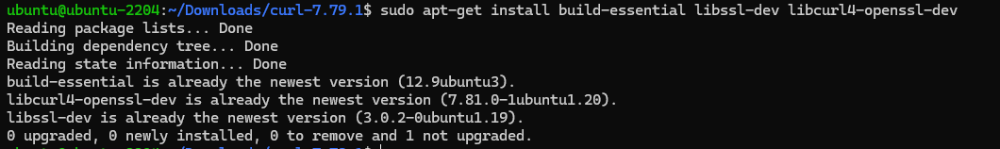 ubuntu@ubuntu-2204:~/Downloads/curl-7.79.1$ sudo apt-get install build-essential libssl-dev libcurl4-openssl-dev
Reading package lists... Done
Building dependency tree... Done
Reading state information... Done
build-essential is already the newest version (12.9ubuntu3).
libcurl4-openssl-dev is already the newest version (7.81.0-1ubuntu1.20).
libssl-dev is already the newest version (3.0.2-0ubuntu1.19).
0 upgraded, 0 newly installed, 0 to remove and 1 not upgraded.